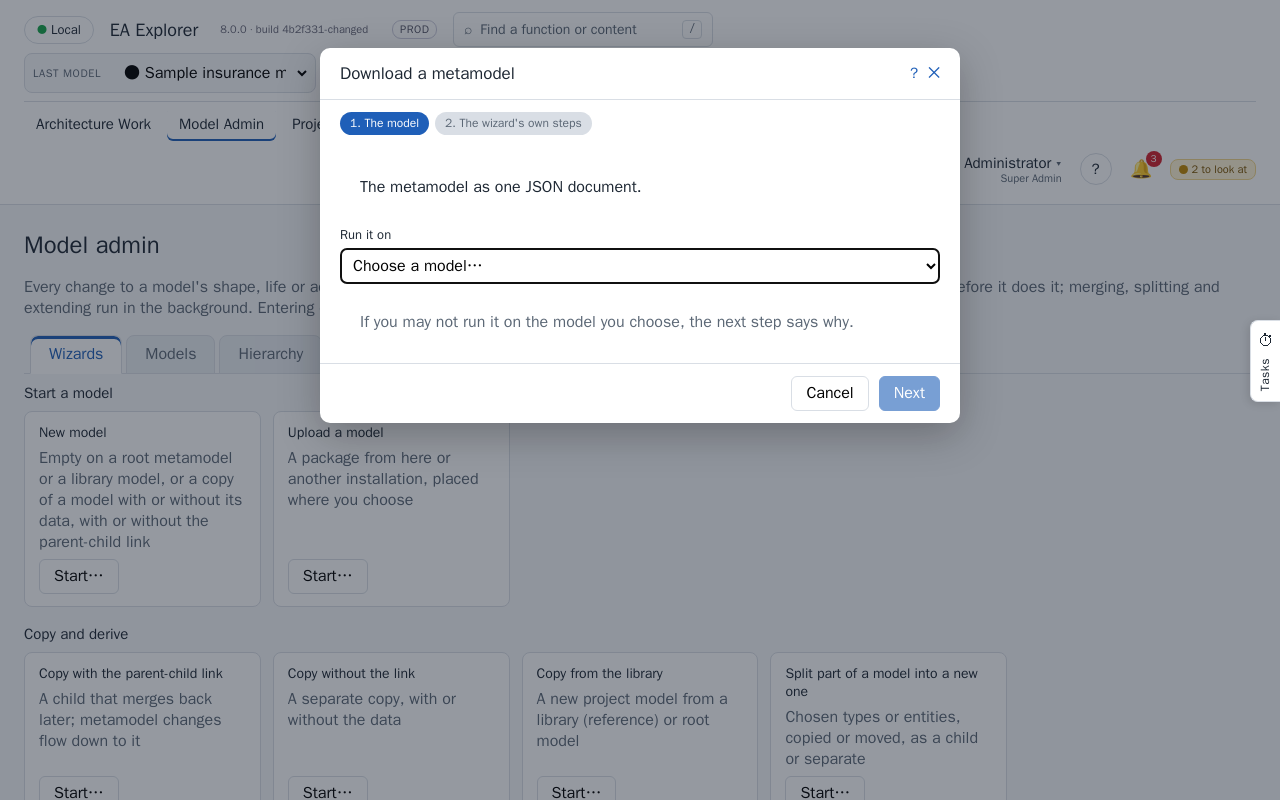 Local
EA Explorer
8.0.0 · build 4b2f331-changed
PROD
Find a function or content
/
LAST MODEL
Sample insurance m
Architecture Work
Model Admin
Administrator
Super Admin
?
3
2 to look at
Download a metamodel
?
1. The model
2. The wizard's own steps
The metamodel as one JSON document.
Run it on
Choose a model…
If you may not run it on the model you choose, the next step says why.
Cancel
Next
Model admin
Every change to a model's shape, life or
efore it does it; merging, splitting and
extending run in the background. Entering
Wizards
Models
Hierarchy
Tasks
Start a model
New model
Empty on a root metamodel
or a library model, or a copy
of a model with or without its
data, with or without the
parent-child link
Start…
Upload a model
A package from here or
another installation, placed
where you choose
Start…
Copy and derive
Copy with the parent-child link
A child that merges back
later; metamodel changes
flow down to it
Start…
Copy without the link
A separate copy, with or
without the data
Start…
Copy from the library
A new project model from a
library (reference) or root
model
Start…
Split part of a model into a new
one
Chosen types or entities,
copied or moved, as a child
or separate
Start…